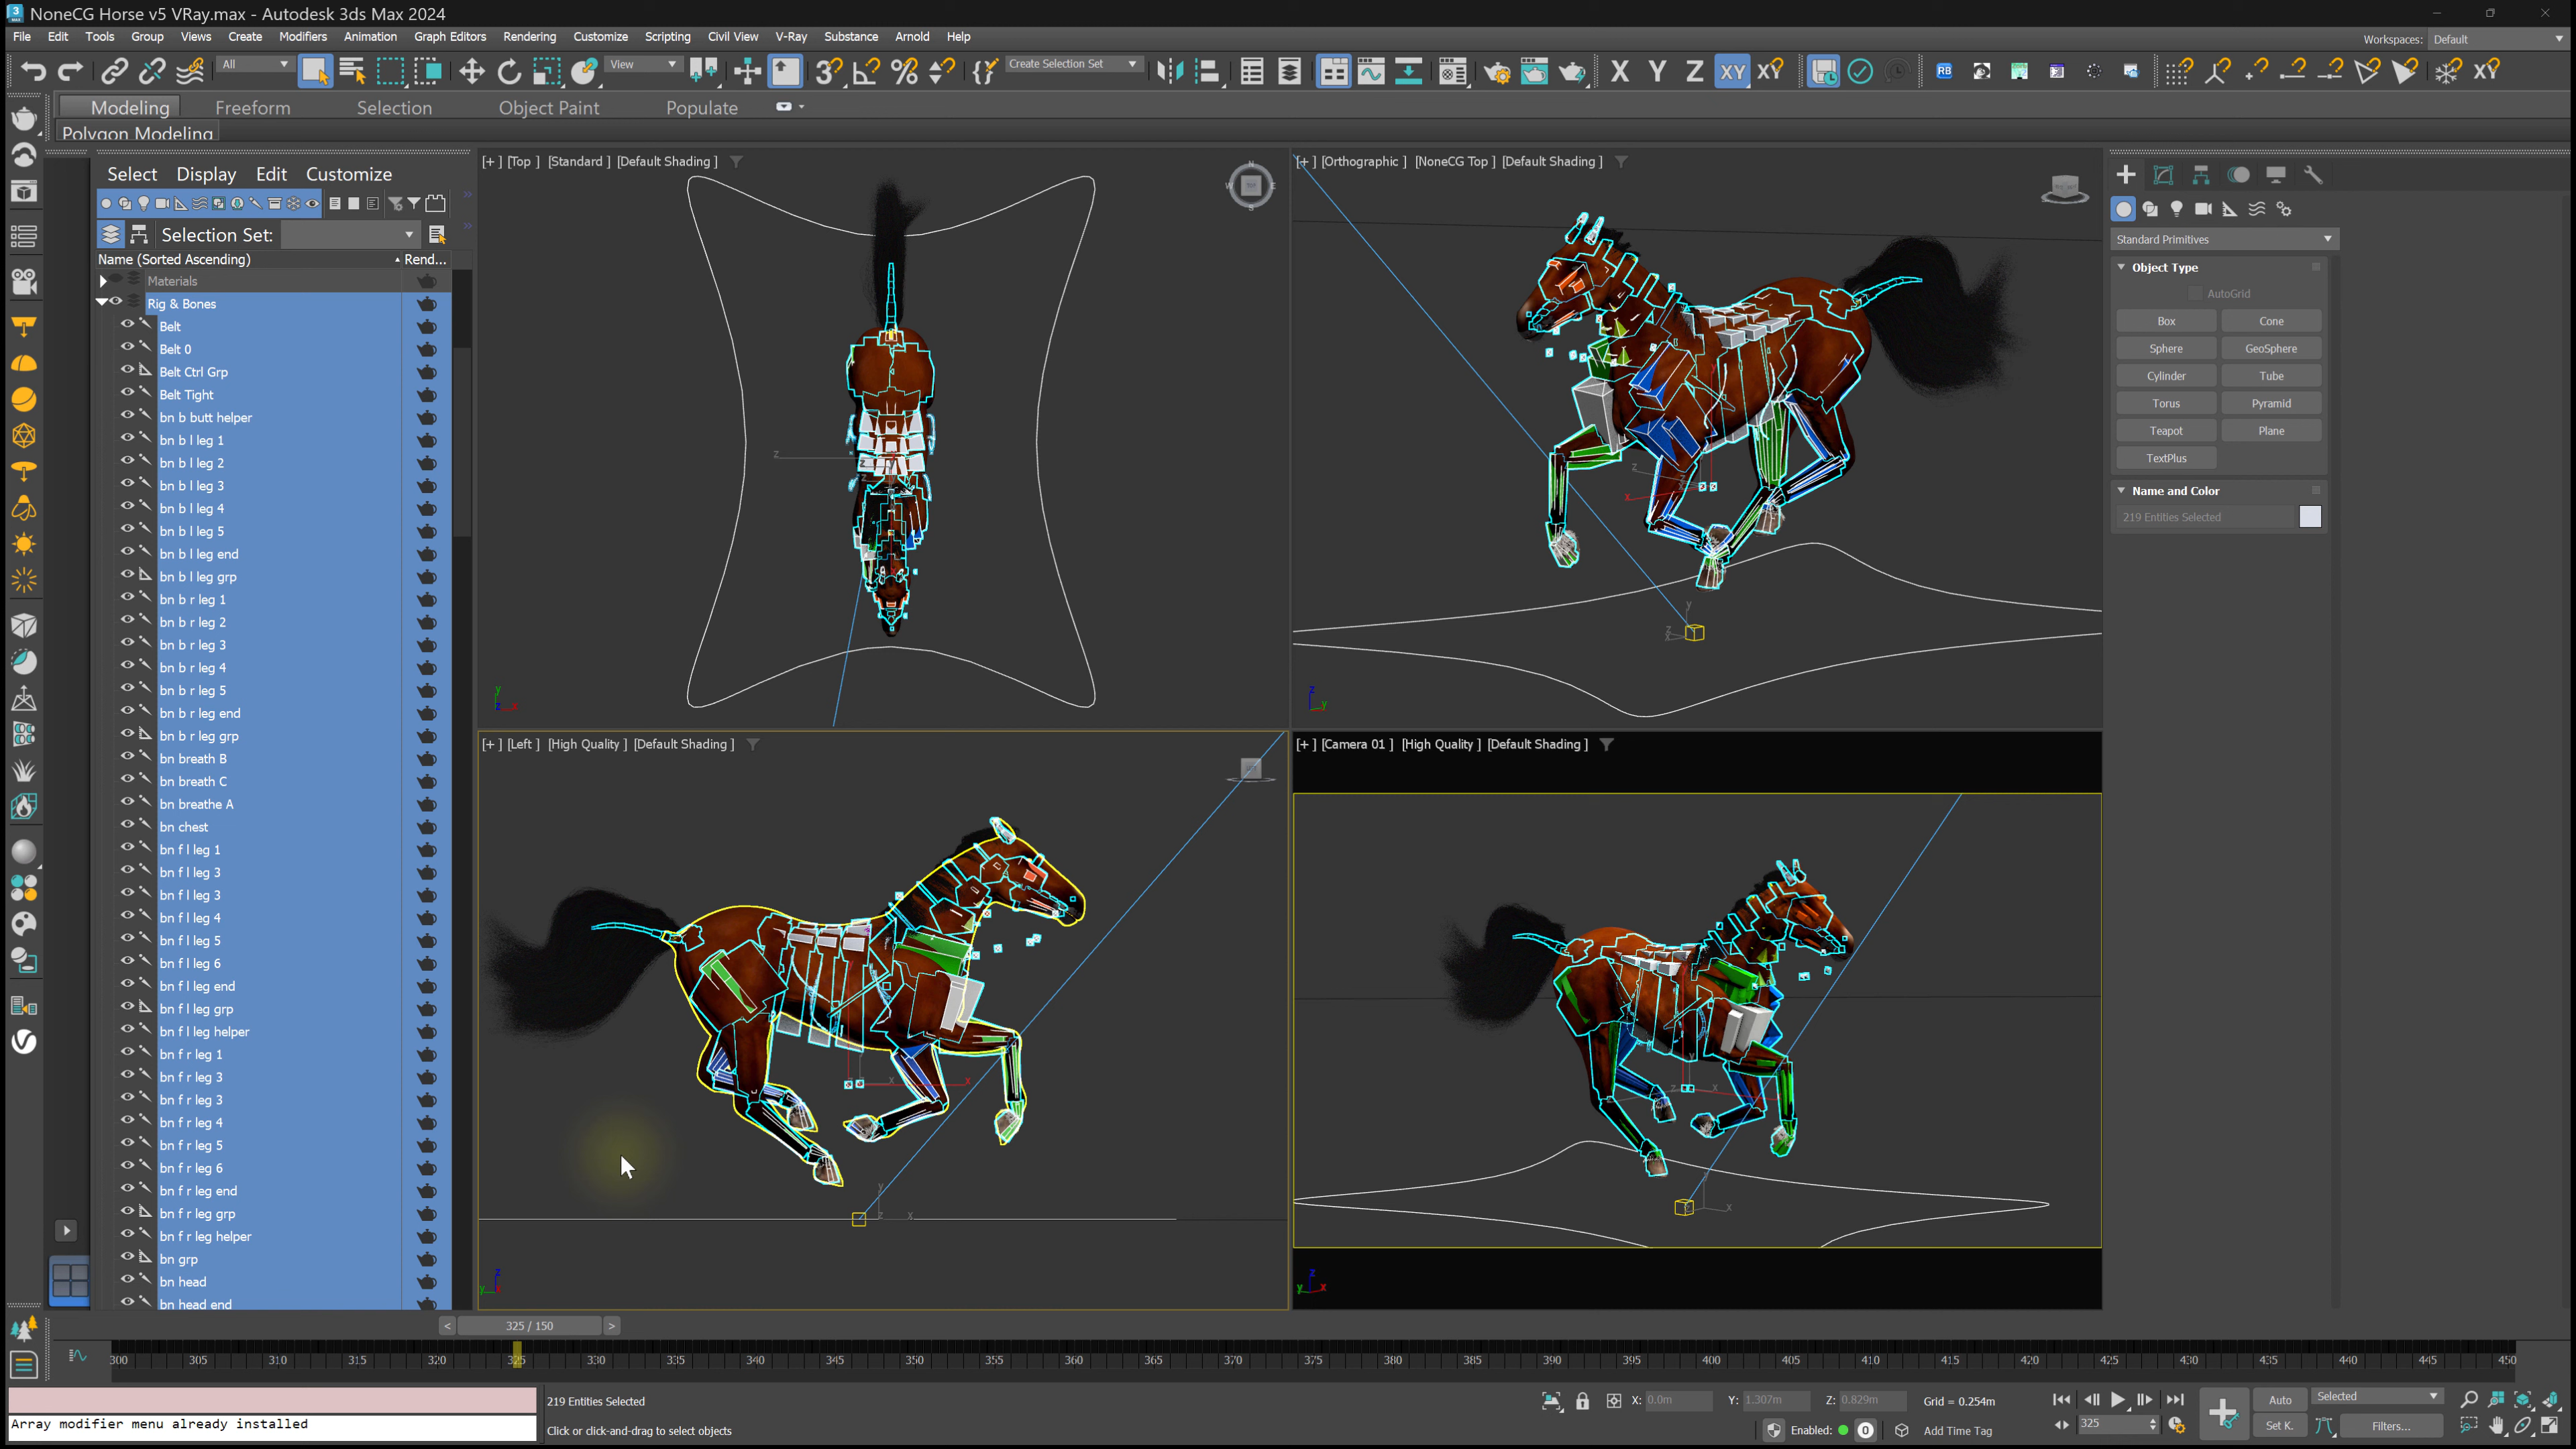 NoneCG Horse v5 VRay.max - Autodesk 3ds Max 2024
File Edit Tools Group Views Create Modifiers Animation Graph Editors Rendering Customize Scripting Civil View V-Ray Substance Arnold Help
Workspaces: Default
All View Create Selection Set X Y Z XY XY RB XY
Modeling Freeform Selection Object Paint Populate
Polygon Modeling
Select Display Edit Customize
Selection Set:
Name (Sorted Ascending) Rend...
Materials
Rig & Bones
Belt
Belt 0
Belt Ctrl Grp
Belt Tight
bn b butt helper
bn b l leg 1
bn b l leg 2
bn b l leg 3
bn b l leg 4
bn b l leg 5
bn b l leg end
bn b l leg grp
bn b r leg 1
bn b r leg 2
bn b r leg 3
bn b r leg 4
bn b r leg 5
bn b r leg end
bn b r leg grp
bn breath B
bn breath C
bn breathe A
bn chest
bn f l leg 1
bn f l leg 3
bn f l leg 3
bn f l leg 4
bn f l leg 5
bn f l leg 6
bn f l leg end
bn f l leg grp
bn f l leg helper
bn f r leg 1
bn f r leg 3
bn f r leg 3
bn f r leg 4
bn f r leg 5
bn f r leg 6
bn f r leg end
bn f r leg grp
bn f r leg helper
bn grp
bn head
bn head end
[+] [Top] [Standard] [Default Shading]
[+] [Orthographic] [NoneCG Top] [Default Shading]
[+] [Left] [High Quality] [Default Shading]
[+] [Camera 01] [High Quality] [Default Shading]
Standard Primitives
Object Type
AutoGrid
Box Cone
Sphere GeoSphere
Cylinder Tube
Torus Pyramid
Teapot Plane
TextPlus
Name and Color
219 Entities Selected
< 325 / 150 >
300 305 310 315 320 325 330 335 340 345 350 355 360 365 370 375 380 385 390 395 400 405 410 415 420 425 430 435 440 445 450
219 Entities Selected
X: 0.0m Y: 1.307m Z: 0.829m Grid = 0.254m
Auto Selected
Array modifier menu already installed
Click or click-and-drag to select objects
Enabled: 0 Add Time Tag
325 Set K. Filters...